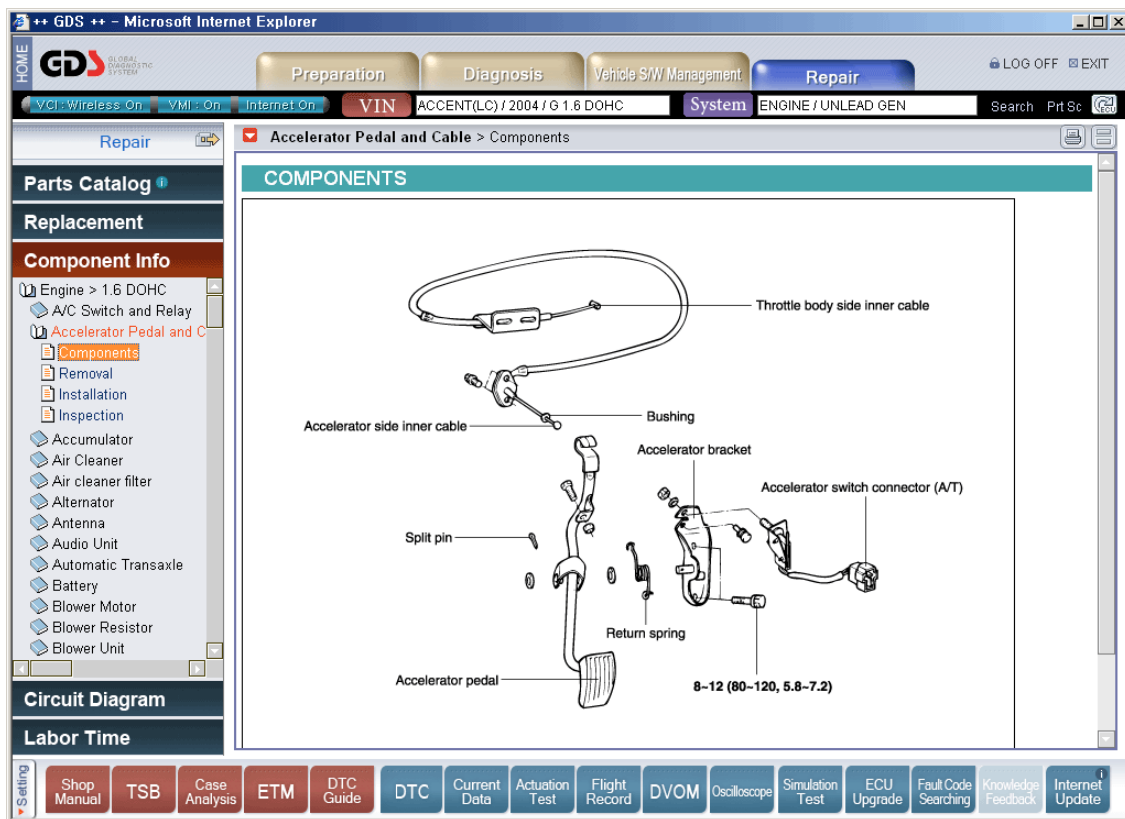 ++ GDS ++ - Microsoft Internet Explorer
HOME
GDS GLOBAL DIAGNOSTIC SYSTEM
Preparation
Diagnosis
Vehicle S/W Management
Repair
LOG OFF
EXIT
VCI : Wireless On
VMI : On
Internet On
VIN
ACCENT(LC) / 2004 / G 1.6 DOHC
System
ENGINE / UNLEAD GEN
Search
Prt Sc
ECU
Repair
Accelerator Pedal and Cable > Components
Parts Catalog
Replacement
Component Info
Engine > 1.6 DOHC
A/C Switch and Relay
Accelerator Pedal and C
Components
Removal
Installation
Inspection
Accumulator
Air Cleaner
Air cleaner filter
Alternator
Antenna
Audio Unit
Automatic Transaxle
Battery
Blower Motor
Blower Resistor
Blower Unit
Circuit Diagram
Labor Time
COMPONENTS
Throttle body side inner cable
Bushing
Accelerator side inner cable
Accelerator bracket
Accelerator switch connector (A/T)
Split pin
Return spring
Accelerator pedal
8~12 (80~120, 5.8~7.2)
Setting
Shop
Manual
TSB
Case
Analysis
ETM
DTC
Guide
DTC
Current
Data
Actuation
Test
Flight
Record
DVOM
Oscilloscope
Simulation
Test
ECU
Upgrade
Fault Code
Searching
Knowledge
Feedback
Internet
Update